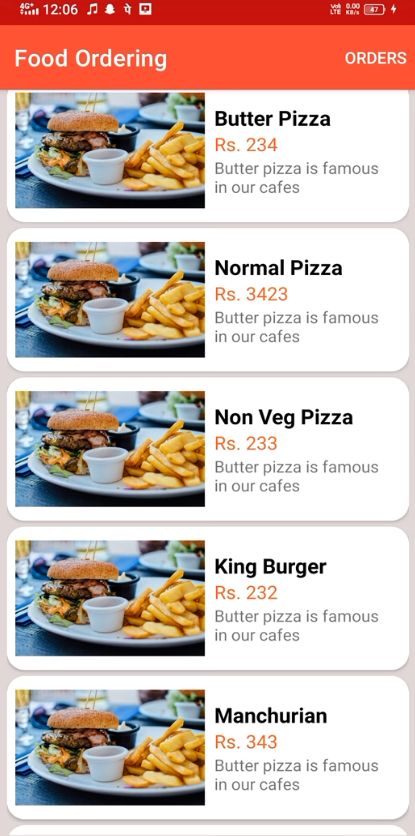 4G+ 12:06 Vo) LTE 0.00 KB/s 47
Food Ordering ORDERS
Butter Pizza
Rs. 234
Butter pizza is famous
in our cafes
Normal Pizza
Rs. 3423
Butter pizza is famous
in our cafes
Non Veg Pizza
Rs. 233
Butter pizza is famous
in our cafes
King Burger
Rs. 232
Butter pizza is famous
in our cafes
Manchurian
Rs. 343
Butter pizza is famous
in our cafes